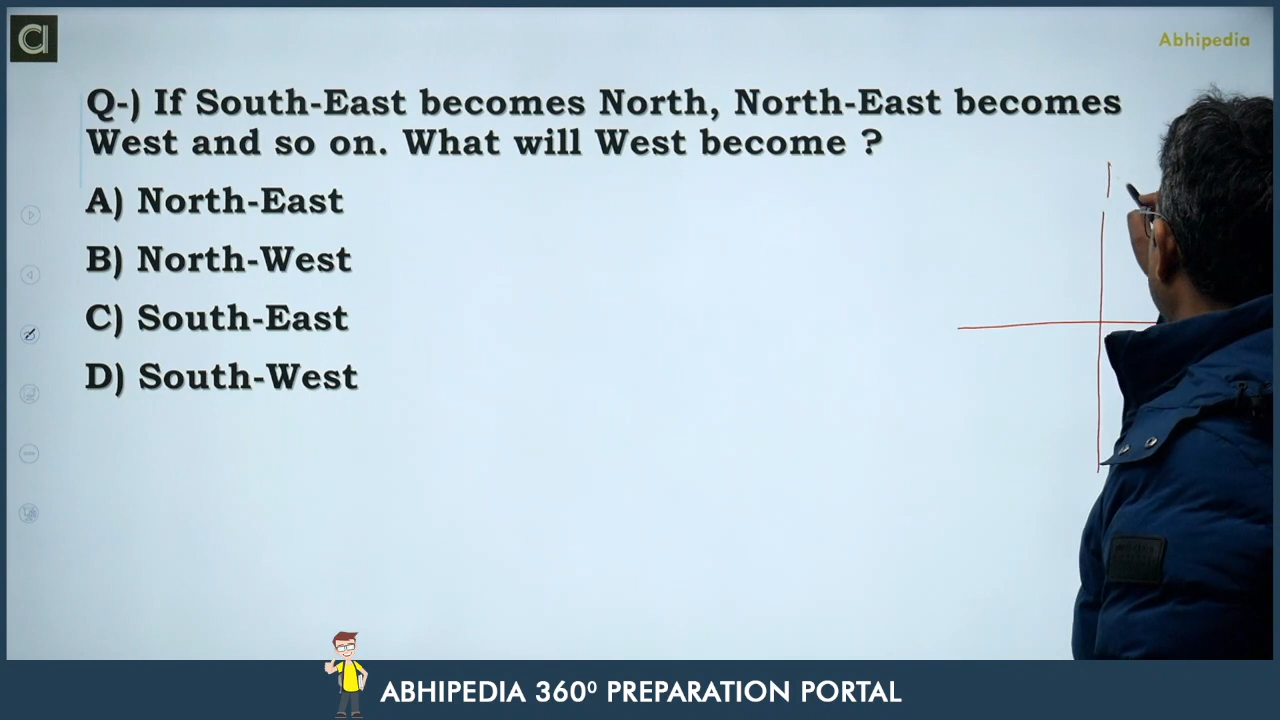 Abhipedia
Q-) If South-East becomes North, North-East becomes
West and so on. What will West become ?
A) North-East
B) North-West
C) South-East
D) South-West
ABHIPEDIA 360⁰ PREPARATION PORTAL